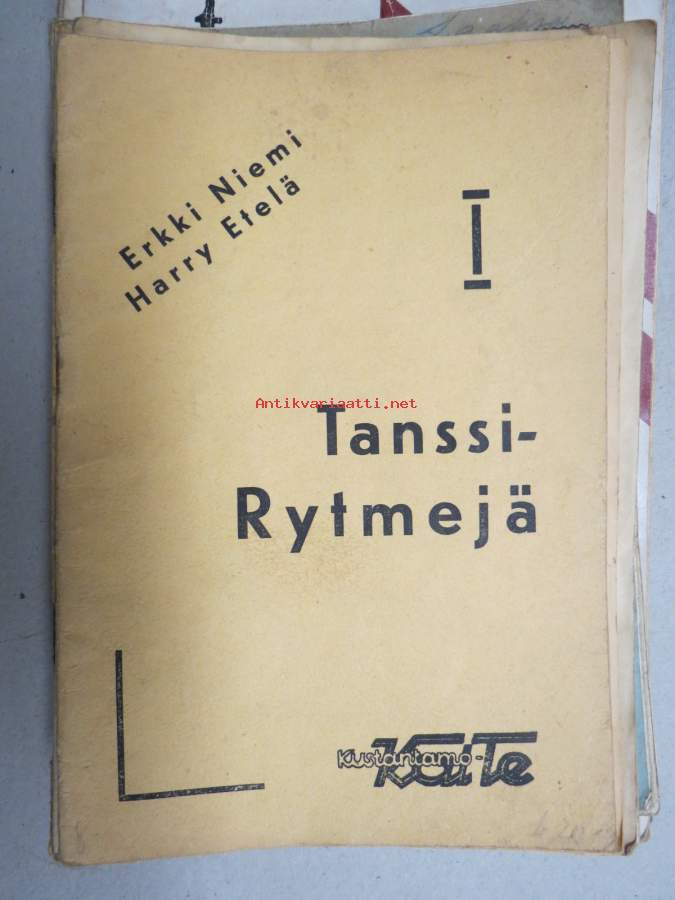 Erkki Niemi
Harry Etelä
I
Antikvariaatti.net
Tanssi-
Rytmejä
Kustantamo-
KaiTe